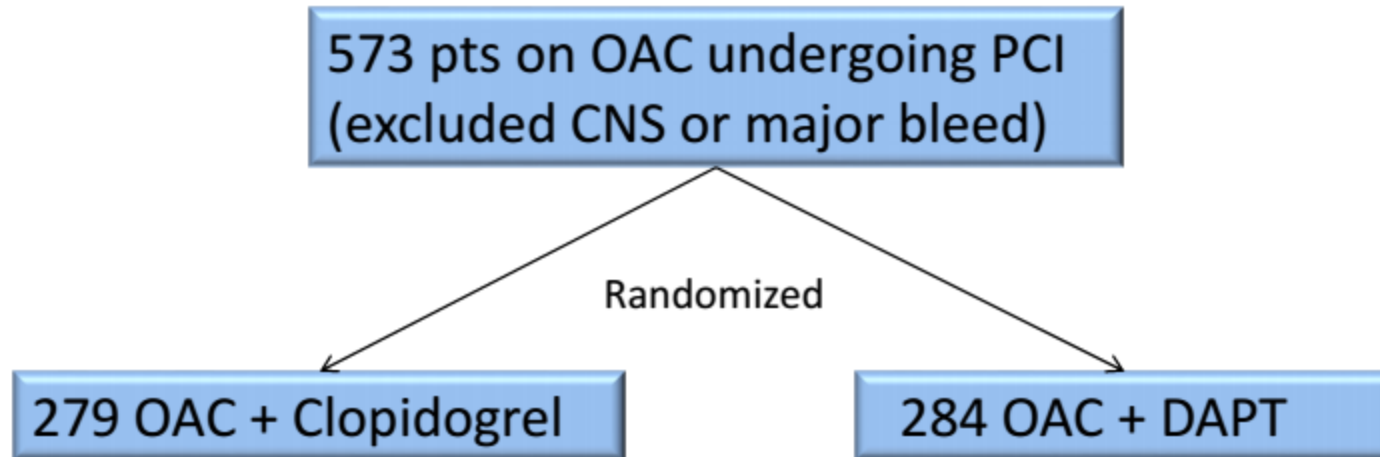 573 pts on OAC undergoing PCI
(excluded CNS or major bleed)
Randomized
279 OAC + Clopidogrel
284 OAC + DAPT